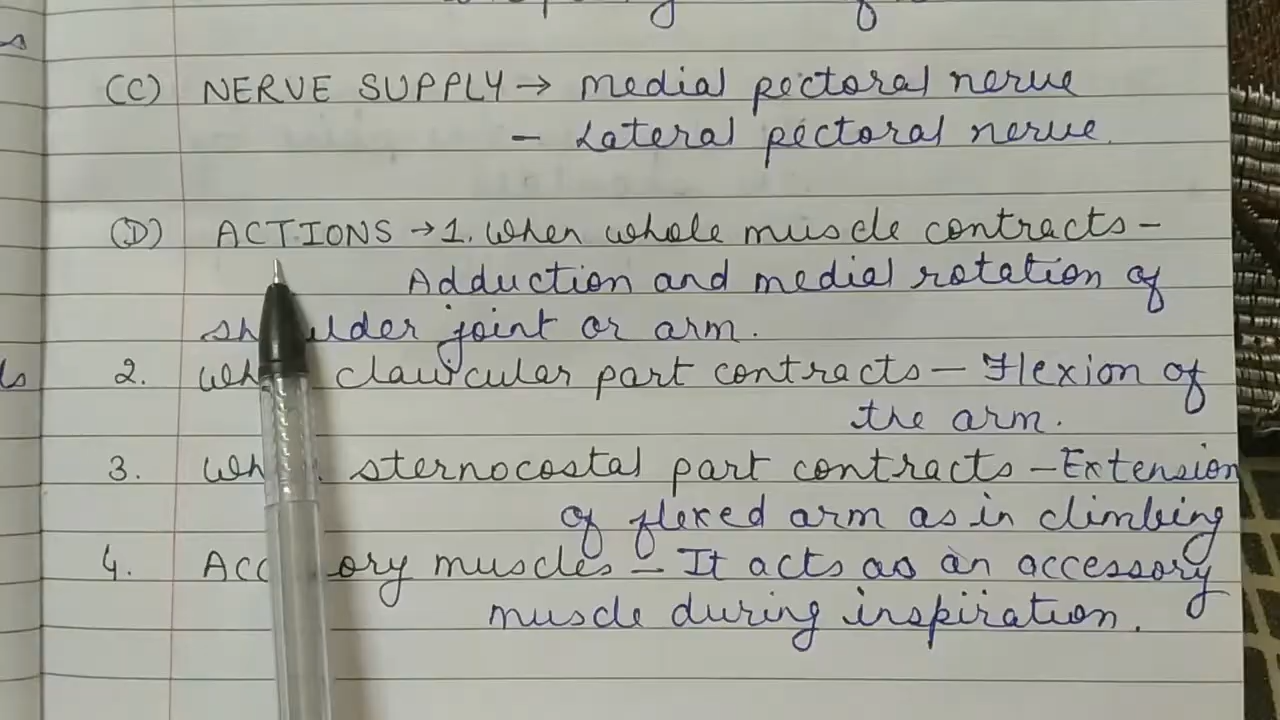 (C) NERVE SUPPLY → Medial pectoral nerve
- Lateral pectoral nerve.
(D) ACTIONS → 1. When whole muscle contracts -
Adduction and medial rotation of
joint or arm.
2. clavicular part contracts - Flexion of
the arm.
3. sternocostal part contracts - Extension
of flexed arm as in climbing
4. muscles - It acts as an accessory
muscle during inspiration.